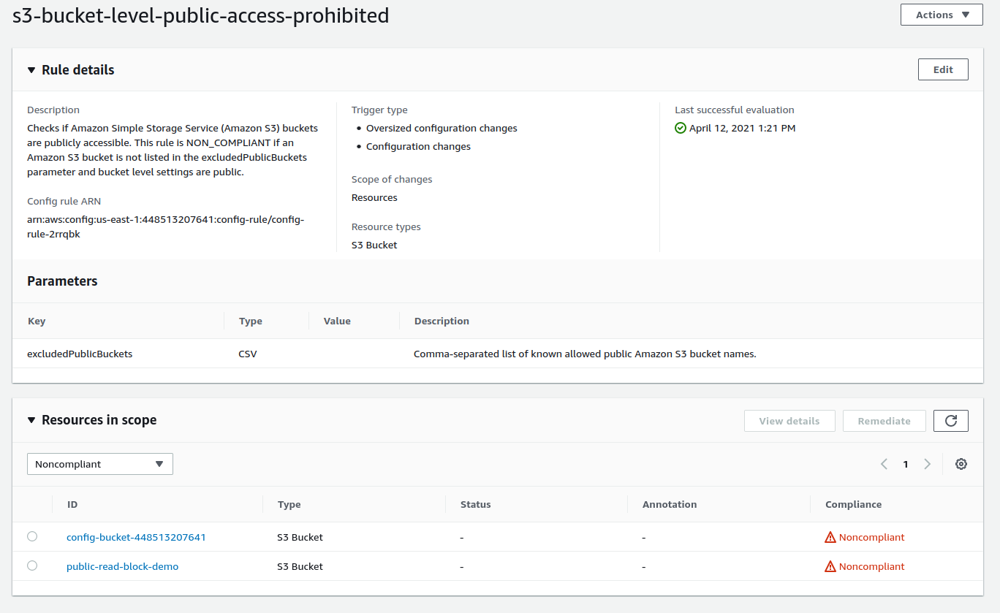 s3-bucket-level-public-access-prohibited
Actions
Rule details
Edit
Description
Checks if Amazon Simple Storage Service (Amazon S3) buckets
are publicly accessible. This rule is NON_COMPLIANT if an
Amazon S3 bucket is not listed in the excludedPublicBuckets
parameter and bucket level settings are public.
Config rule ARN
arn:aws:config:us-east-1:448513207641:config-rule/config-
rule-2rrqbk
Trigger type
• Oversized configuration changes
• Configuration changes
Scope of changes
Resources
Resource types
S3 Bucket
Last successful evaluation
April 12, 2021 1:21 PM
Parameters
Key Type Value Description
excludedPublicBuckets CSV Comma-separated list of known allowed public Amazon S3 bucket names.
Resources in scope
View details Remediate
Noncompliant
1
ID Type Status Annotation Compliance
config-bucket-448513207641 S3 Bucket - - Noncompliant
public-read-block-demo S3 Bucket - - Noncompliant